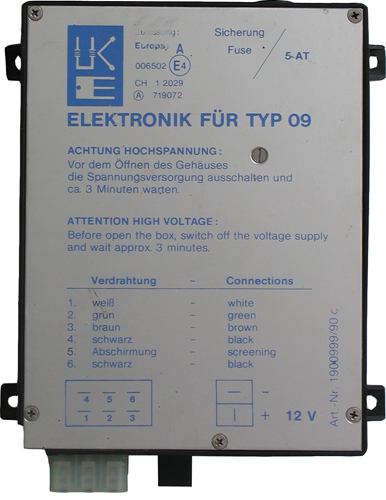 Sicherung
Europa A
Fuse / 5 AT
006502 E4
CH 1 2029
A 719072
ELEKTRONIK FÜR TYP 09
ACHTUNG HOCHSPANNUNG:
Vor dem Öffnen des Gehäuses
die Spannungsversorgung ausschalten und
ca. 3 Minuten warten.
ATTENTION HIGH VOLTAGE:
Before open the box, switch off the voltage supply
and wait approx. 3 minutes.
Verdrahtung - Connections
1. weiß - white
2. grün - green
3. braun - brown
4. schwarz - black
5. Abschirmung - screening
6. schwarz - black
4 5 6
1 2 3
- +
12 V
Art.-Nr. 1900999/90 c